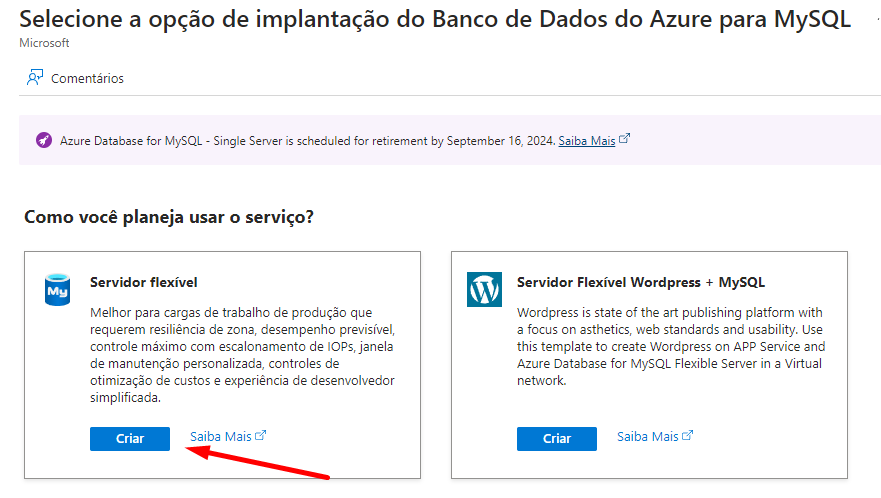 Selecione a opção de implantação do Banco de Dados do Azure para MySQL
Microsoft
Comentários
Azure Database for MySQL - Single Server is scheduled for retirement by September 16, 2024. Saiba Mais
Como você planeja usar o serviço?
My
Servidor flexível
Melhor para cargas de trabalho de produção que
requerem resiliência de zona, desempenho previsível,
controle máximo com escalonamento de IOPs, janela
de manutenção personalizada, controles de
otimização de custos e experiência de desenvolvedor
simplificada.
Criar
Saiba Mais
Servidor Flexível Wordpress + MySQL
Wordpress is state of the art publishing platform with
a focus on asthetics, web standards and usability. Use
this template to create Wordpress on APP Service and
Azure Database for MySQL Flexible Server in a Virtual
network.
Criar
Saiba Mais